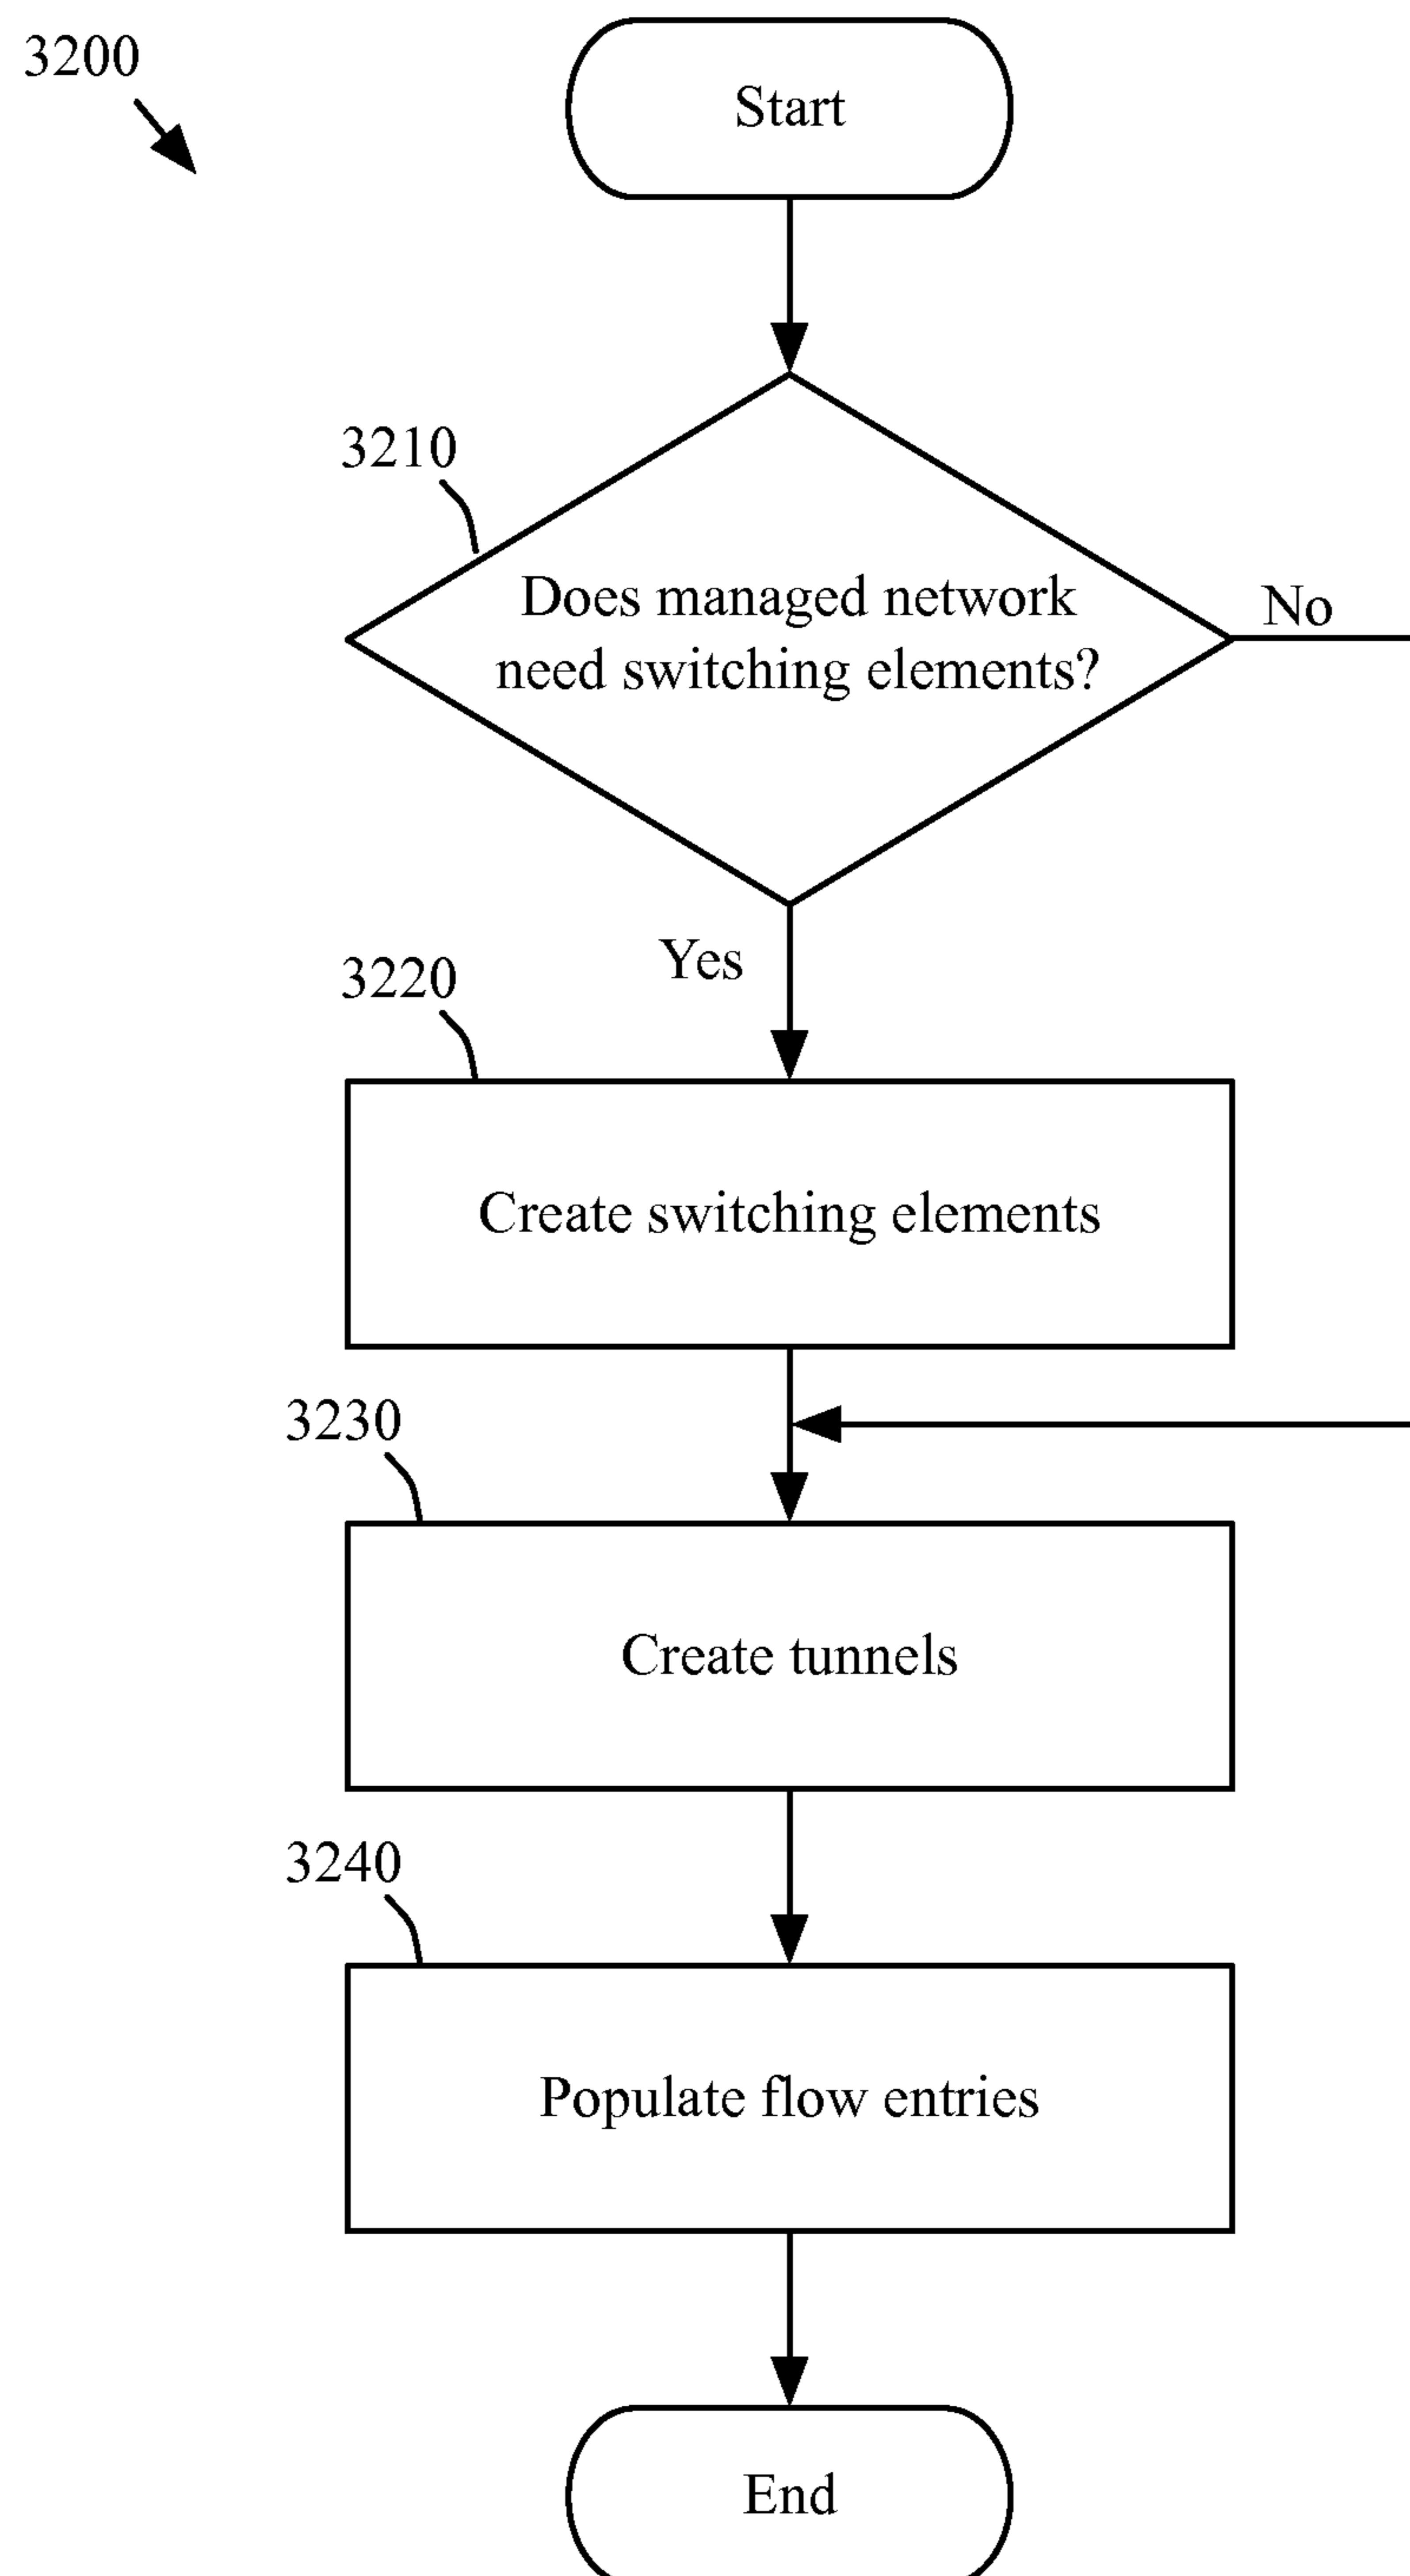 3200
Start
3210
Does managed network
need switching elements?
No
Yes
3220
Create switching elements
3230
Create tunnels
3240
Populate flow entries
End